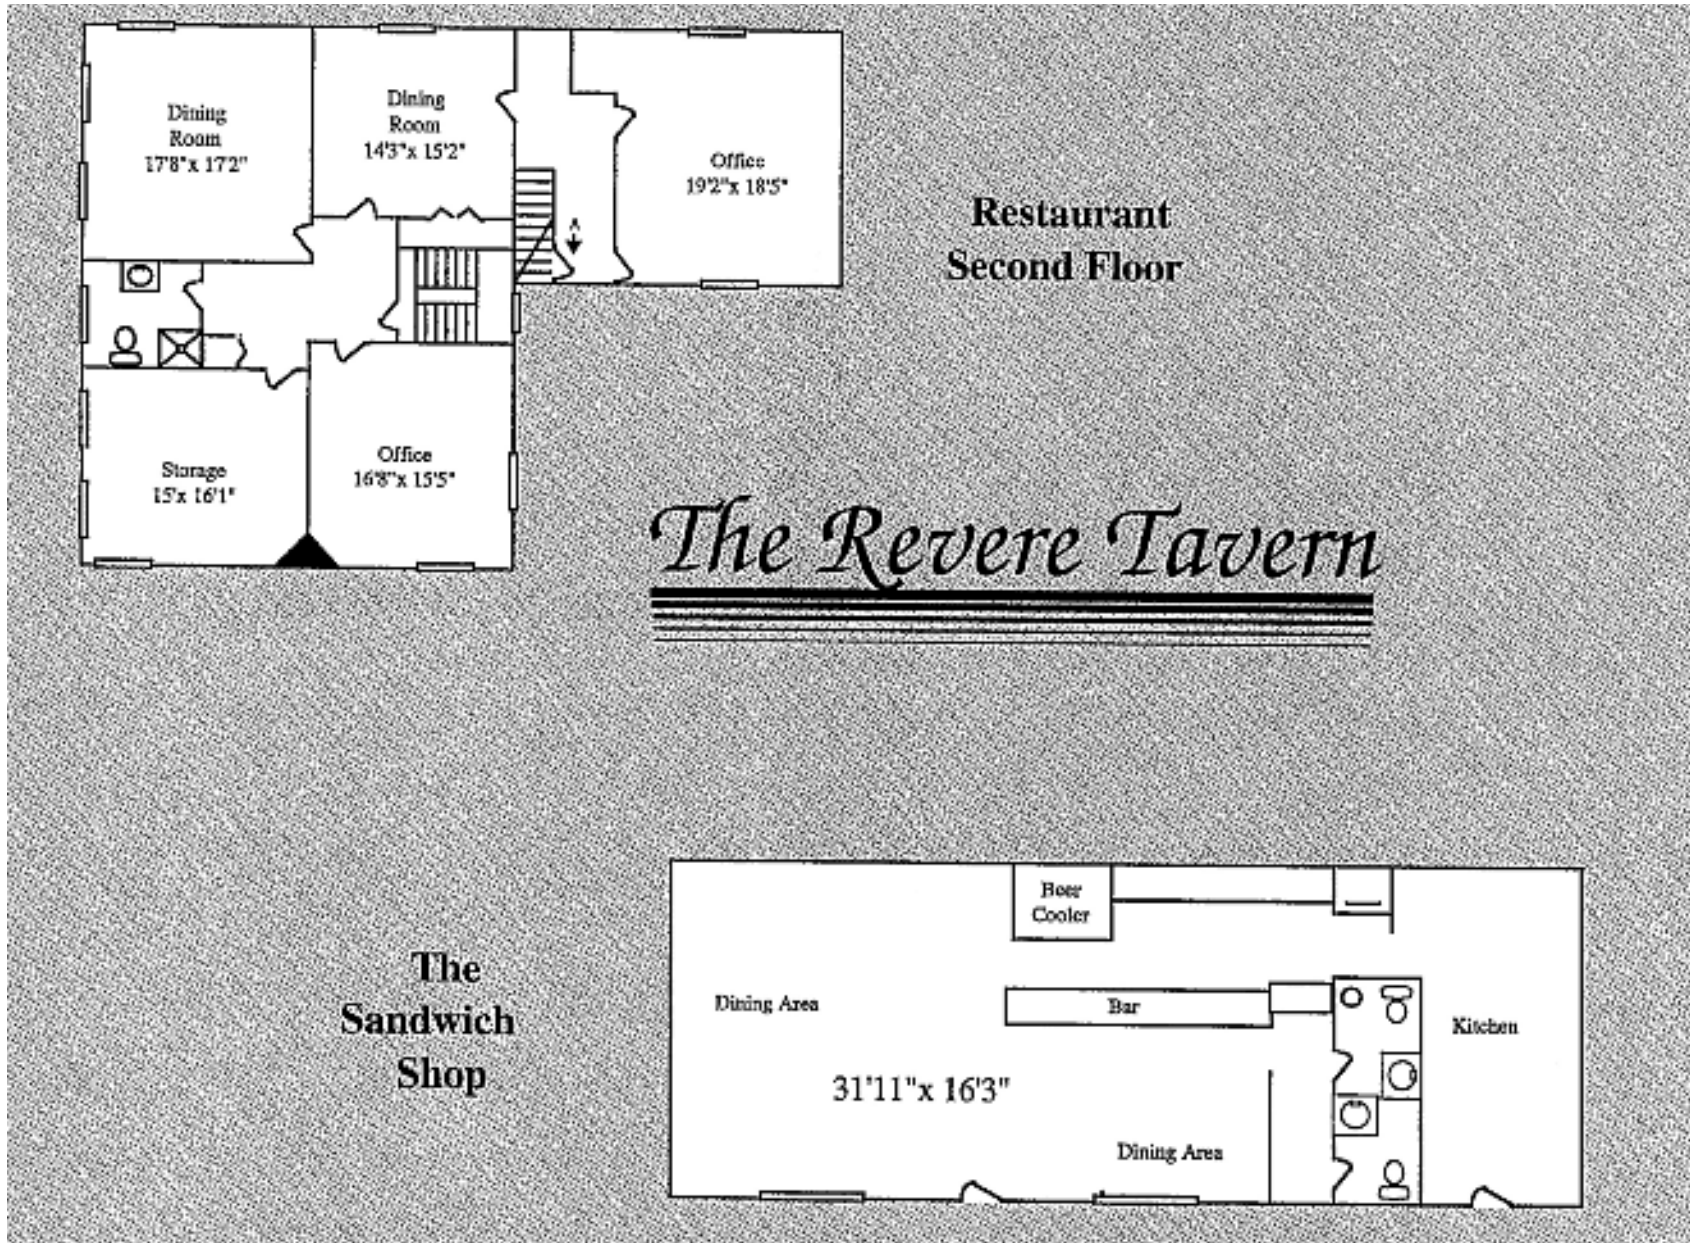 Dining
Room
17'8"x 17'2"
Dining
Room
14'3"x 15'2"
Office
19'2"x 18'5"
Restaurant
Second Floor
Storage
15'x 16'1"
Office
16'8"x 15'5"
The Revere Tavern
The
Sandwich
Shop
Beer
Cooler
Dining Area
Bar
Kitchen
31'11"x 16'3"
Dining Area